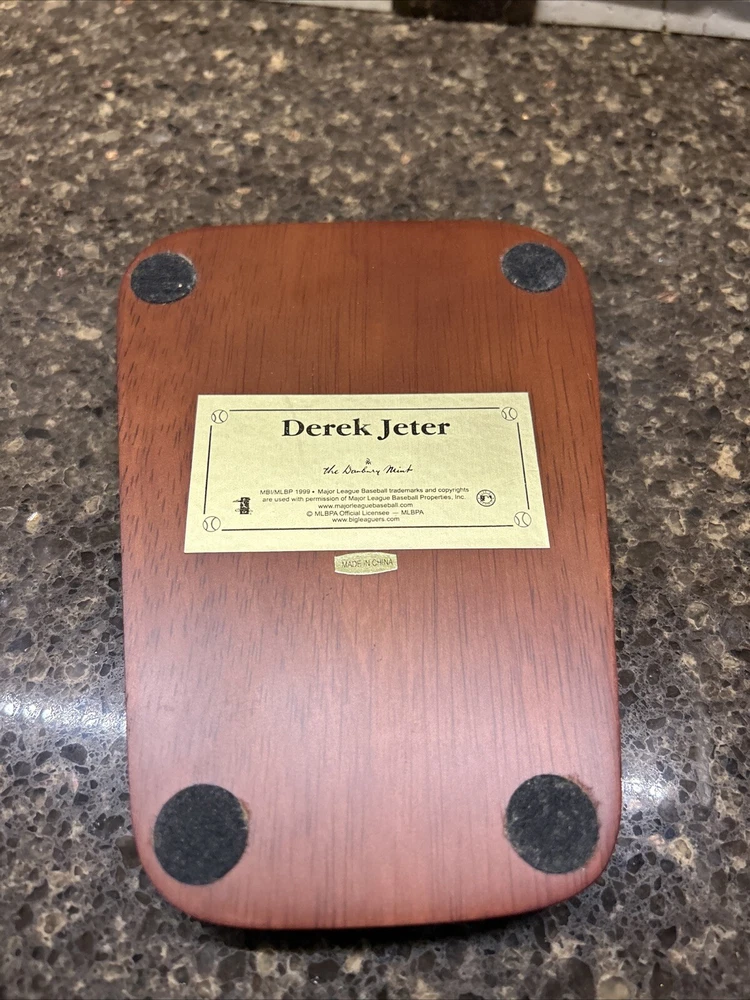 Derek Jeter
The Danbury Mint
MBI/MLBP 1999 • Major League Baseball trademarks and copyrights
are used with permission of Major League Baseball Properties, Inc.
www.majorleaguebaseball.com
© MLBPA Official Licensee — MLBPA
www.bigleaguers.com
MADE IN CHINA